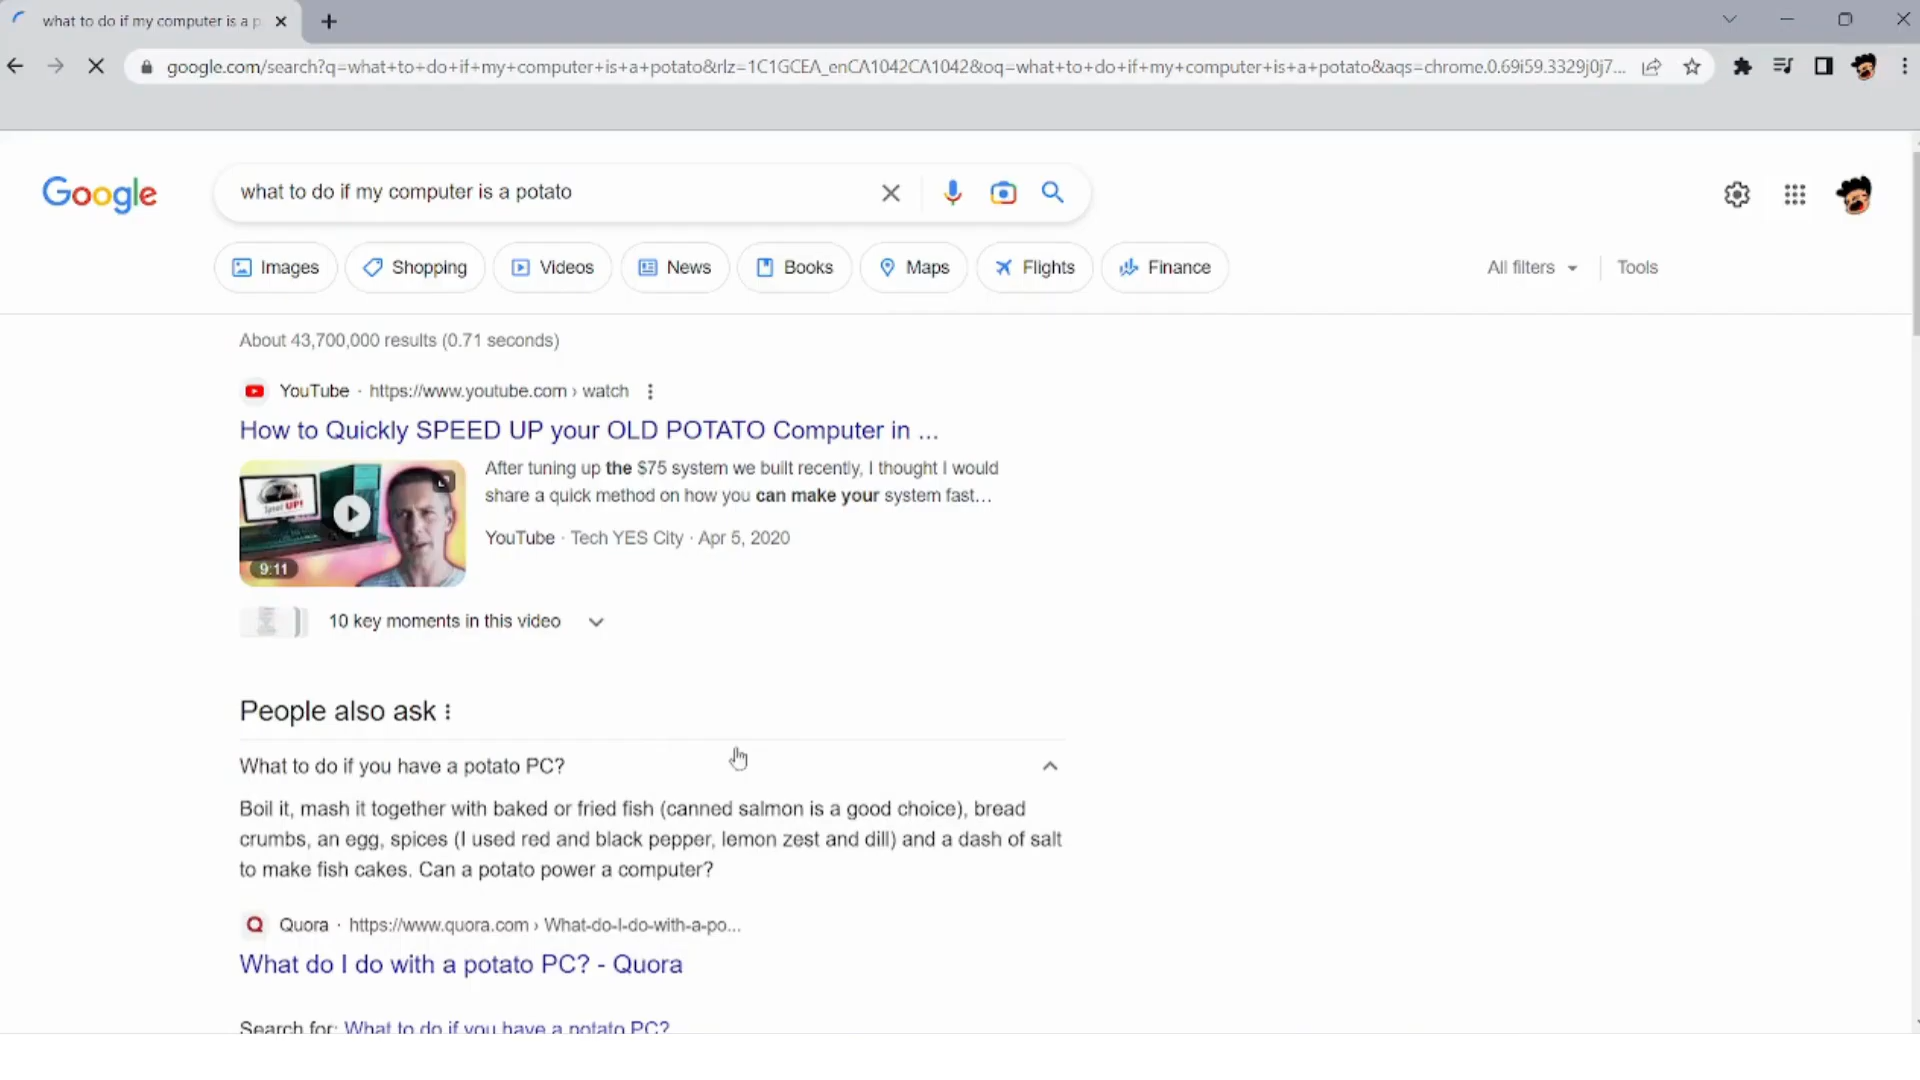 what to do if my computer is a p
google.com/search?q=what+to+do+if+my+computer+is+a+potato&rlz=1C1GCEA_enCA1042CA1042&oq=what+to+do+if+my+computer+is+a+potato&aqs=chrome.0.69i59.3329j0j7...
Google
what to do if my computer is a potato
Images
Shopping
Videos
News
Books
Maps
Flights
Finance
All filters
Tools
About 43,700,000 results (0.71 seconds)
YouTube · https://www.youtube.com › watch
How to Quickly SPEED UP your OLD POTATO Computer in ...
After tuning up the $75 system we built recently, I thought I would
share a quick method on how you can make your system fast...
YouTube · Tech YES City · Apr 5, 2020
UP!
9:11
10 key moments in this video
People also ask
What to do if you have a potato PC?
Boil it, mash it together with baked or fried fish (canned salmon is a good choice), bread
crumbs, an egg, spices (I used red and black pepper, lemon zest and dill) and a dash of salt
to make fish cakes. Can a potato power a computer?
Quora · https://www.quora.com › What-do-I-do-with-a-po...
What do I do with a potato PC? - Quora
Search for: What to do if you have a potato PC?